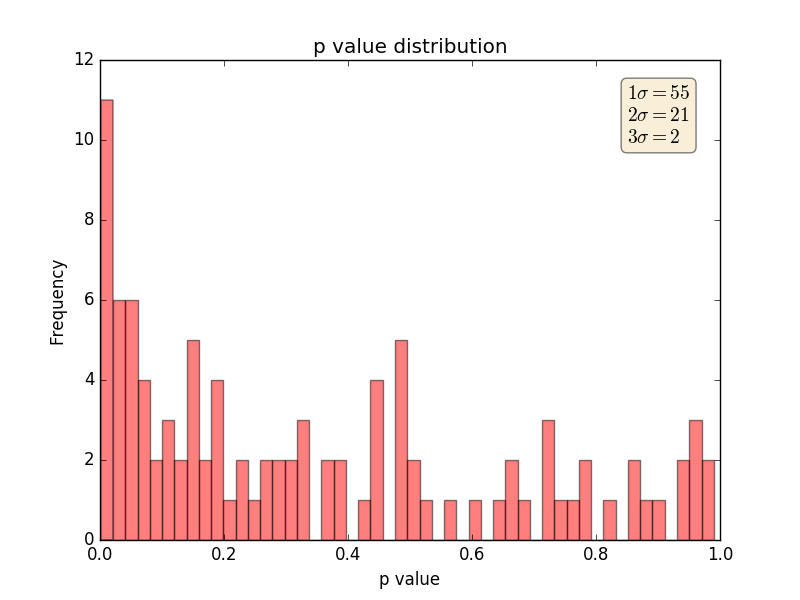 p value distribution
12
10
8
6
4
2
0
Frequency
1σ = 55
2σ = 21
3σ = 2
0.0 0.2 0.4 0.6 0.8 1.0
p value